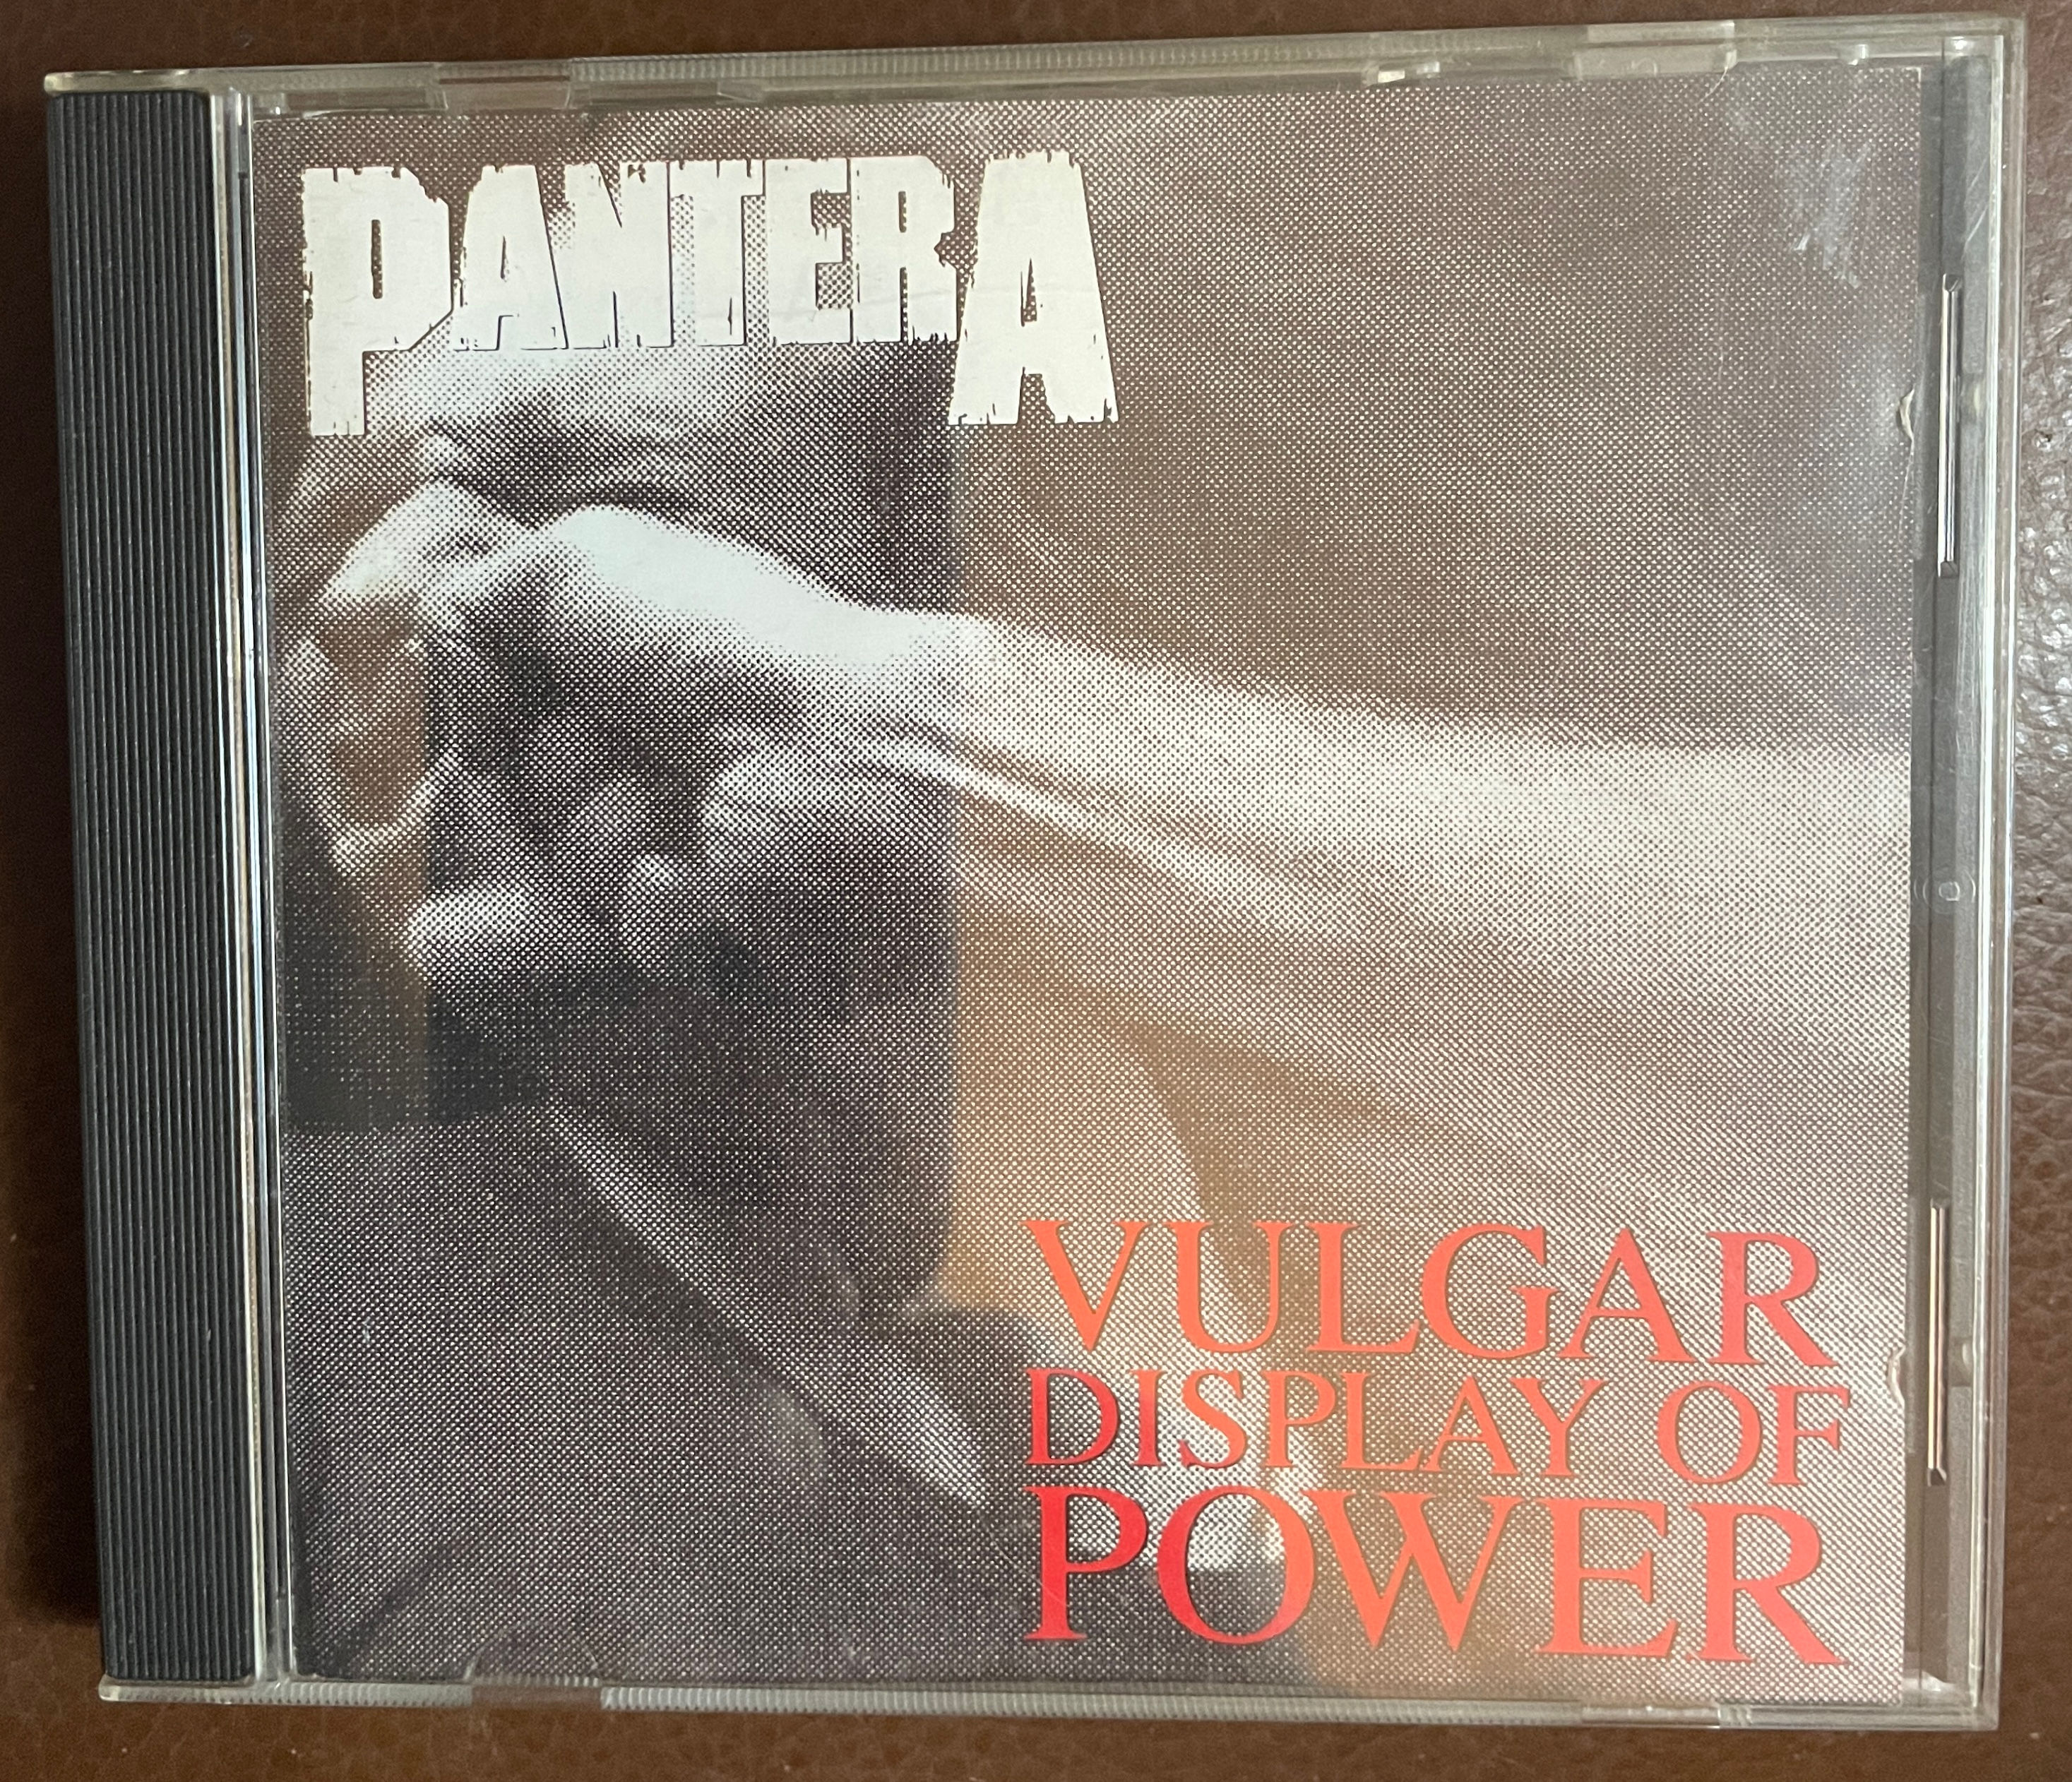 PANTERA
VULGAR
DISPLAY OF
POWER